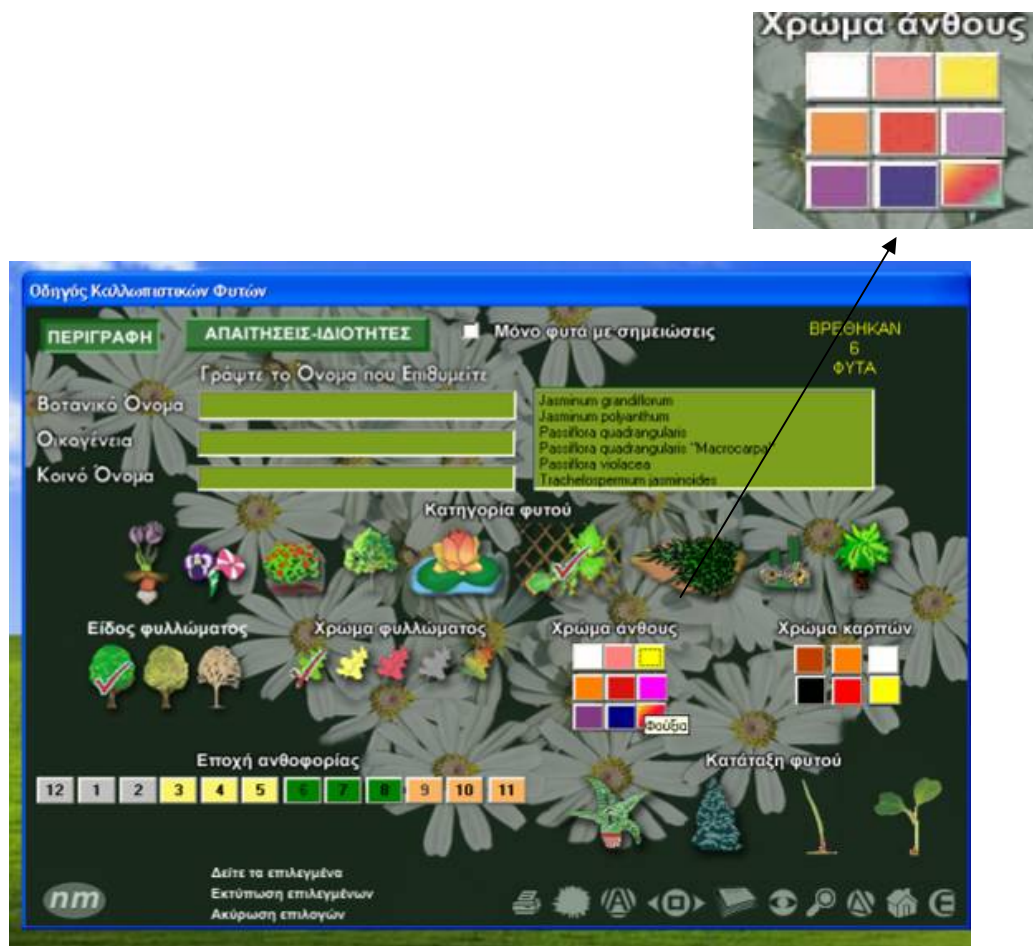 Χρώμα άνθους
Οδηγός Καλλωπιστικών Φυτών
ΠΕΡΙΓΡΑΦΗ
ΑΠΑΙΤΗΣΕΙΣ-ΙΔΙΟΤΗΤΕΣ
Μόνο φυτά με σημειώσεις
ΒΡΕΘΗΚΑΝ
6
ΦΥΤΑ
Γράψτε το Όνομα που Επιθυμείτε
Βοτανικό Όνομα
Οικογένεια
Κοινό Όνομα
Jasminum grandiflorum
Jasminum polyanthum
Passiflora quadrangularis
Passiflora quadrangularis "Macrocarpa"
Passiflora violacea
Trachelospermum jasminoides
Κατηγορία φυτού
Είδος φυλλώματος
Χρώμα φυλλώματος
Χρώμα άνθους
Χρώμα καρπών
Φούξια
Εποχή ανθοφορίας
12 1 2 3 4 5 6 7 8 9 10 11
Κατάταξη φυτού
Δείτε τα επιλεγμένα
Εκτύπωση επιλεγμένων
Ακύρωση επιλογών
nm